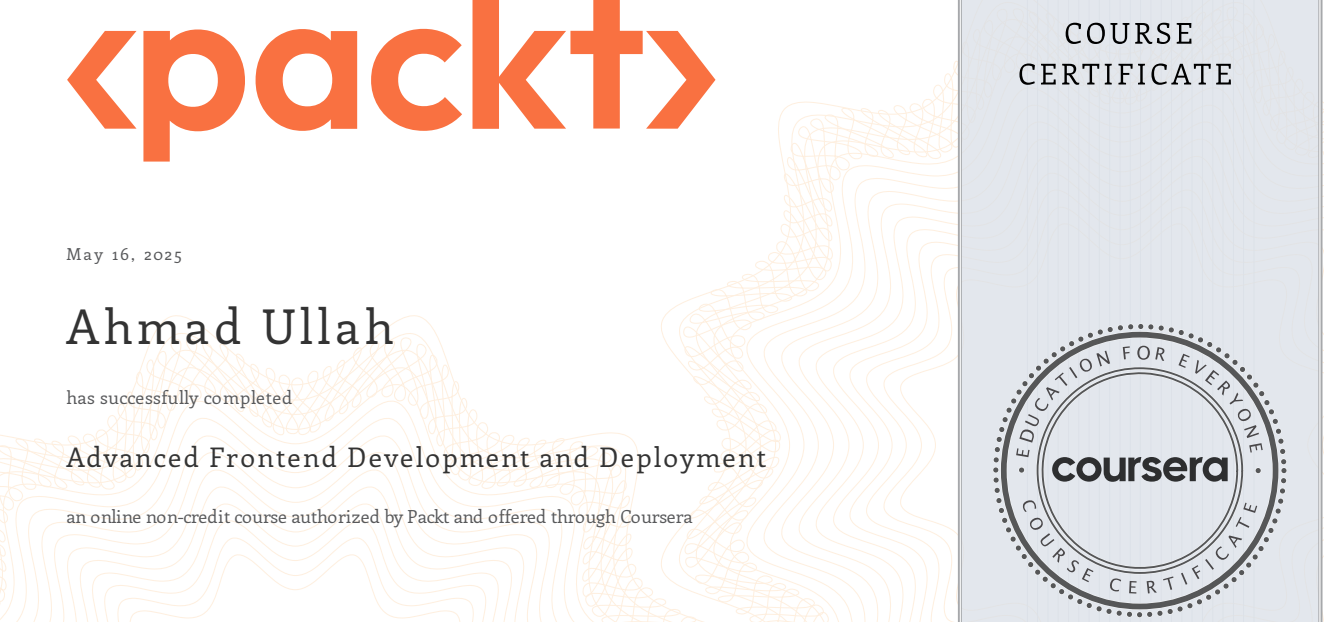 <packt>
May 16, 2025
Ahmad Ullah
has successfully completed
Advanced Frontend Development and Deployment
an online non-credit course authorized by Packt and offered through Coursera
COURSE
CERTIFICATE
EDUCATION FOR EVERYONE
coursera
COURSE CERTIFICATE